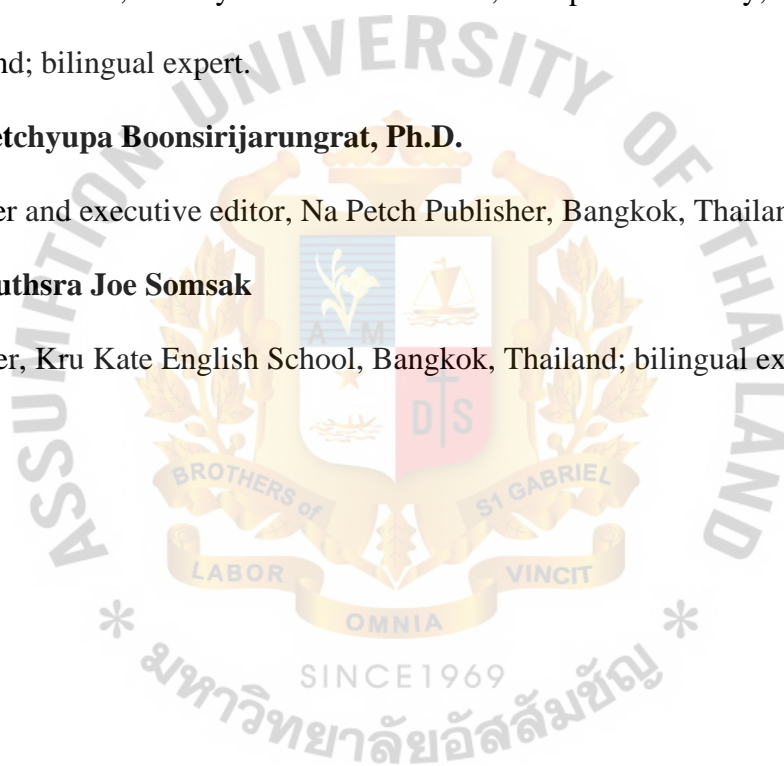 nd; bilingual expert.
etchyupa Boonsirijarungrat, Ph.D.
er and executive editor, Na Petch Publisher, Bangkok, Thailan
uthsra Joe Somsak
er, Kru Kate English School, Bangkok, Thailand; bilingual ex
ASSUMPTION UNIVERSITY OF THAILAND
A M
D S
BROTHERS of S1 GABRIEL
LABOR VINCIT
OMNIA
SINCE1969
* มหาวิทยาลัยอัสสัมชัญ *